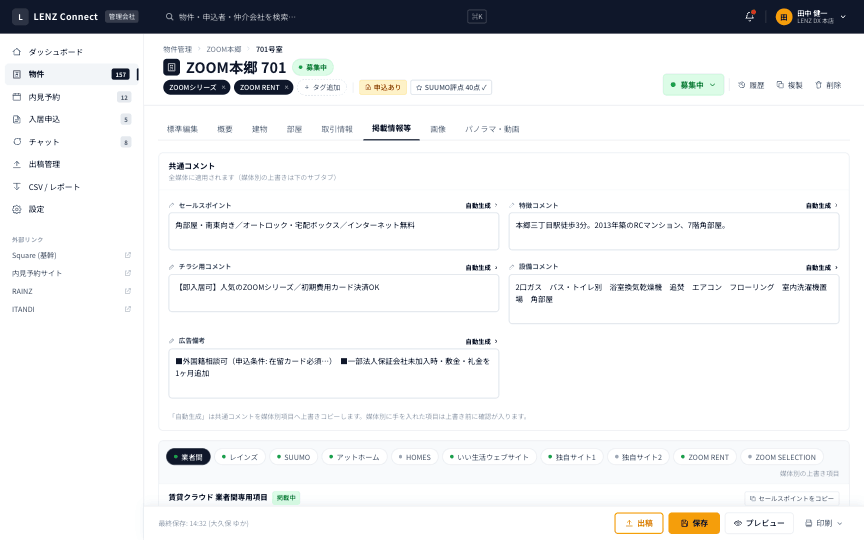 L LENZ Connect 管理会社
物件・申込者・仲介会社を検索…
⌘K
田 田中 健一
LENZ DX 本店
ダッシュボード
物件 157
内見予約 12
入居申込 5
チャット 8
出稿管理
CSV / レポート
設定
外部リンク
Square (基幹)
内見予約サイト
RAINZ
ITANDI
物件管理 › ZOOM本郷 › 701号室
ZOOM本郷 701 募集中
ZOOMシリーズ × ZOOM RENT × + タグ追加 申込あり ☆ SUUMO評点 40点 ✓
募集中 履歴 複製 削除
標準編集 概要 建物 部屋 取引情報 掲載情報等 画像 パノラマ・動画
共通コメント
全媒体に適用されます（媒体別の上書きは下のサブタブ）
セールスポイント 自動生成 ›
角部屋・南東向き／オートロック・宅配ボックス／インターネット無料
特徴コメント 自動生成 ›
本郷三丁目駅徒歩3分。2013年築のRCマンション、7階角部屋。
チラシ用コメント 自動生成 ›
【即入居可】人気のZOOMシリーズ／初期費用カード決済OK
設備コメント 自動生成 ›
2口ガス　バス・トイレ別　浴室換気乾燥機　追焚　エアコン　フローリング　室内洗濯機置
場　角部屋
広告備考 自動生成 ›
■外国籍相談可（申込条件: 在留カード必須…）　■一部法人保証会社未加入時・敷金・礼金を
1ヶ月追加
「自動生成」は共通コメントを媒体別項目へ上書きコピーします。媒体別に手を入れた項目は上書き前に確認が入ります。
業者間 レインズ SUUMO アットホーム HOMES いい生活ウェブサイト 独自サイト1 独自サイト2 ZOOM RENT ZOOM SELECTION
媒体別の上書き項目
賃貸クラウド 業者間専用項目 掲載中
セールスポイントをコピー
最終保存: 14:32 (大久保 ゆか)
出稿 保存 プレビュー 印刷